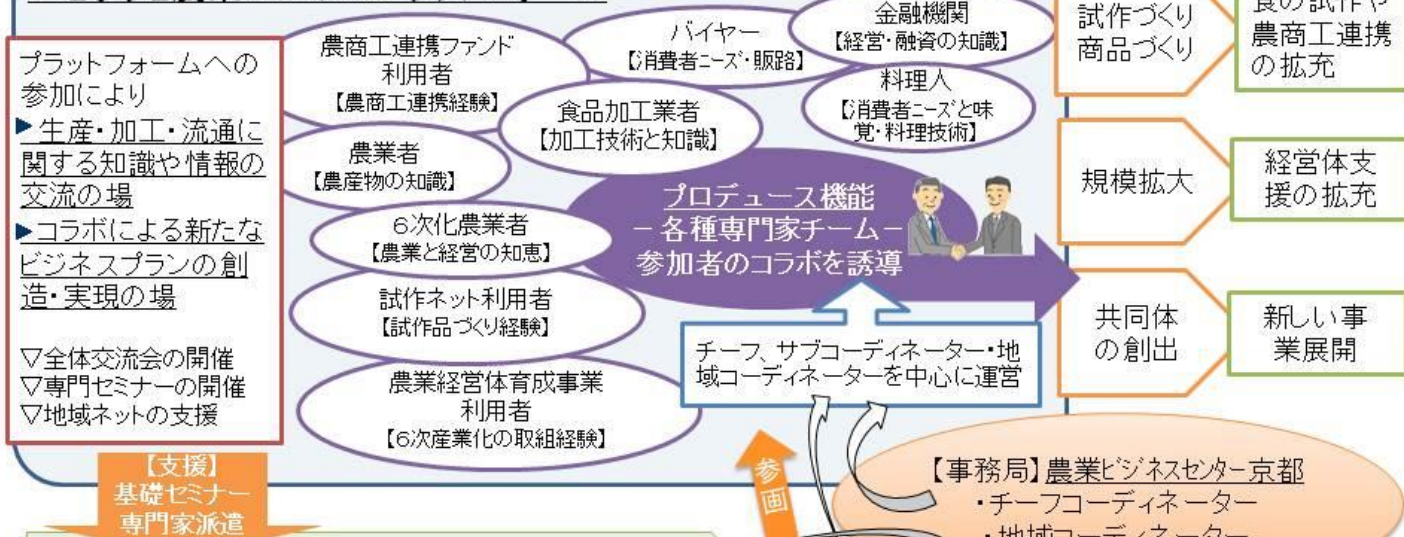 プラットフォームへの
参加により
▶生産・加工・流通に
関する知識や情報の
交流の場
▶コラボによる新たな
ビジネスプランの創
造・実現の場
▽全体交流会の開催
▽専門セミナーの開催
▽地域ネットの支援
農商工連携ファンド
利用者
【農商工連携経験】
バイヤー
【消費者ニーズ・販路】
金融機関
【経営・融資の知識】
料理人
【消費者ニーズと味
覚・料理技術】
食品加工業者
【加工技術と知識】
農業者
【農産物の知識】
6次化農業者
【農業と経営の知恵】
試作ネット利用者
【試作品づくり経験】
農業経営体育成事業
利用者
【6次産業化の取組経験】
プロデュース機能
－各種専門家チーム－
参加者のコラボを誘導
チーフ、サブコーディネーター・地
域コーディネーターを中心に運営
試作づくり
商品づくり
食の試作や
農商工連携
の拡充
規模拡大
経営体支
援の拡充
共同体
の創出
新しい事
業展開
【支援】
基礎セミナー
専門家派遣
参画
【事務局】農業ビジネスセンター京都
・チーフコーディネーター
・地域コーディネーター